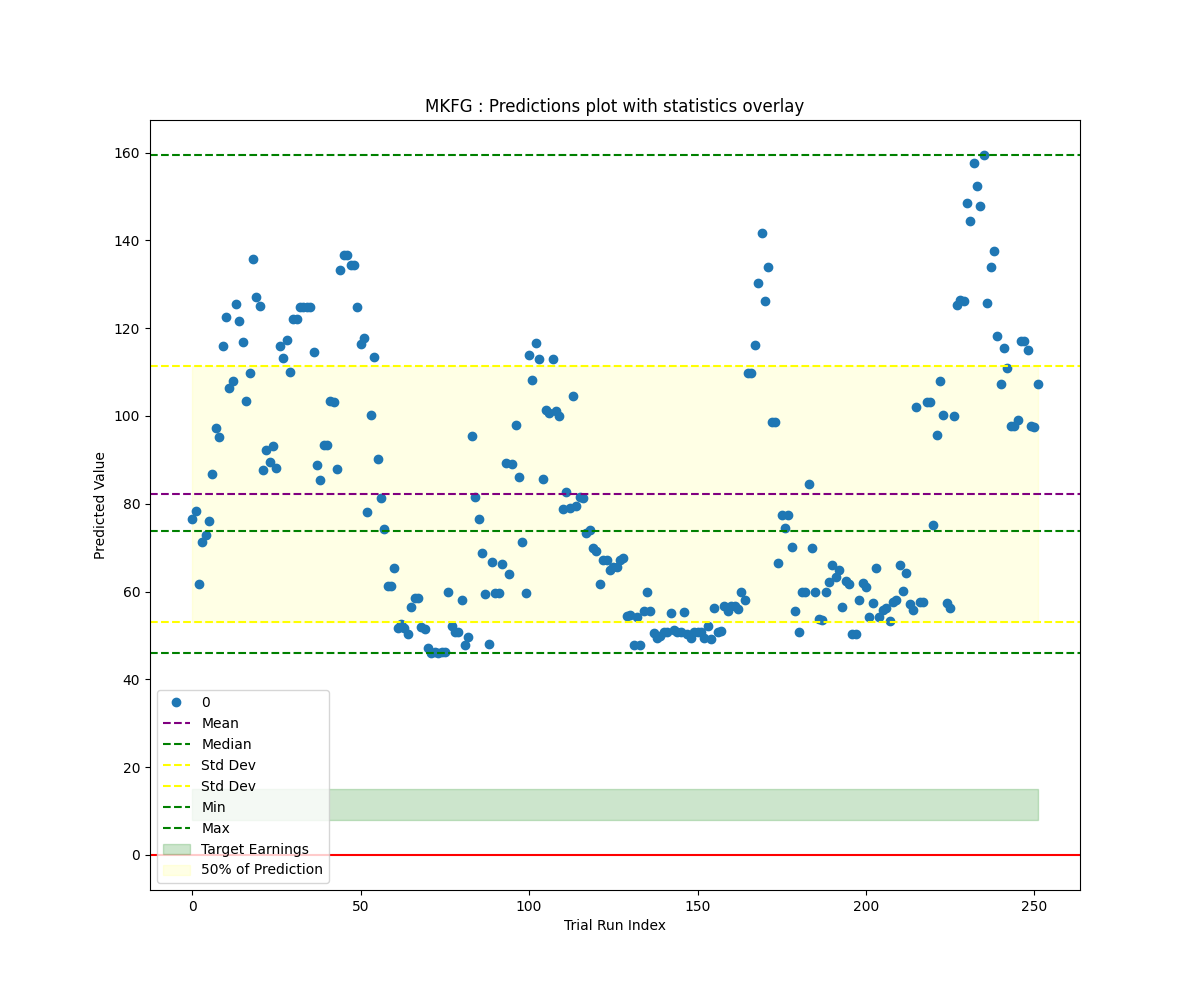 MKFG : Predictions plot with statistics overlay
160
140
120
100
80
60
40
20
0
Predicted Value
0
Mean
Median
Std Dev
Std Dev
Min
Max
Target Earnings
50% of Prediction
0
50
100
150
200
250
Trial Run Index